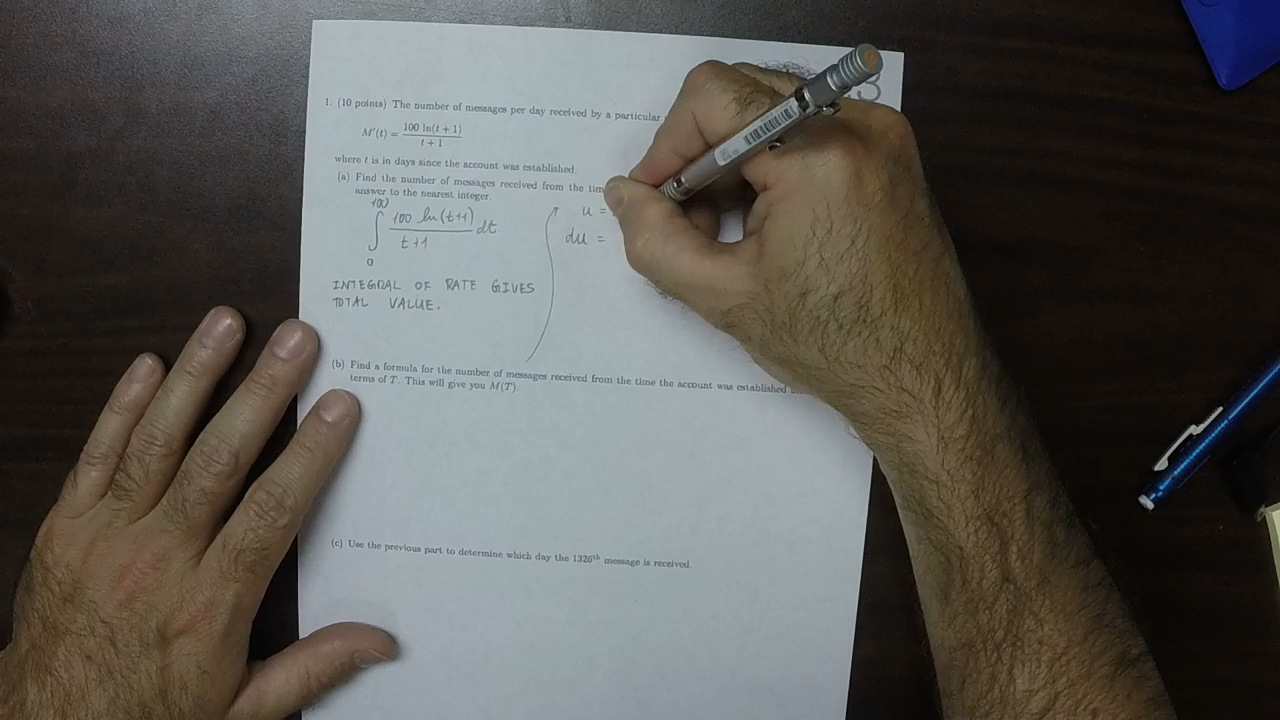 1. (10 points) The number of messages per day received by a particular
M'(t) = 100 ln(t + 1) / t + 1
where t is in days since the account was established.
(a) Find the number of messages received from the tim
answer to the nearest integer.
∫₀¹⁰⁰ 100 ln(t+1) / t+1 dt
u =
du =
INTEGRAL OF RATE GIVES
TOTAL VALUE.
(b) Find a formula for the number of messages received from the time the account was established
terms of T. This will give you M(T).
(c) Use the previous part to determine which day the 1326th message is received.